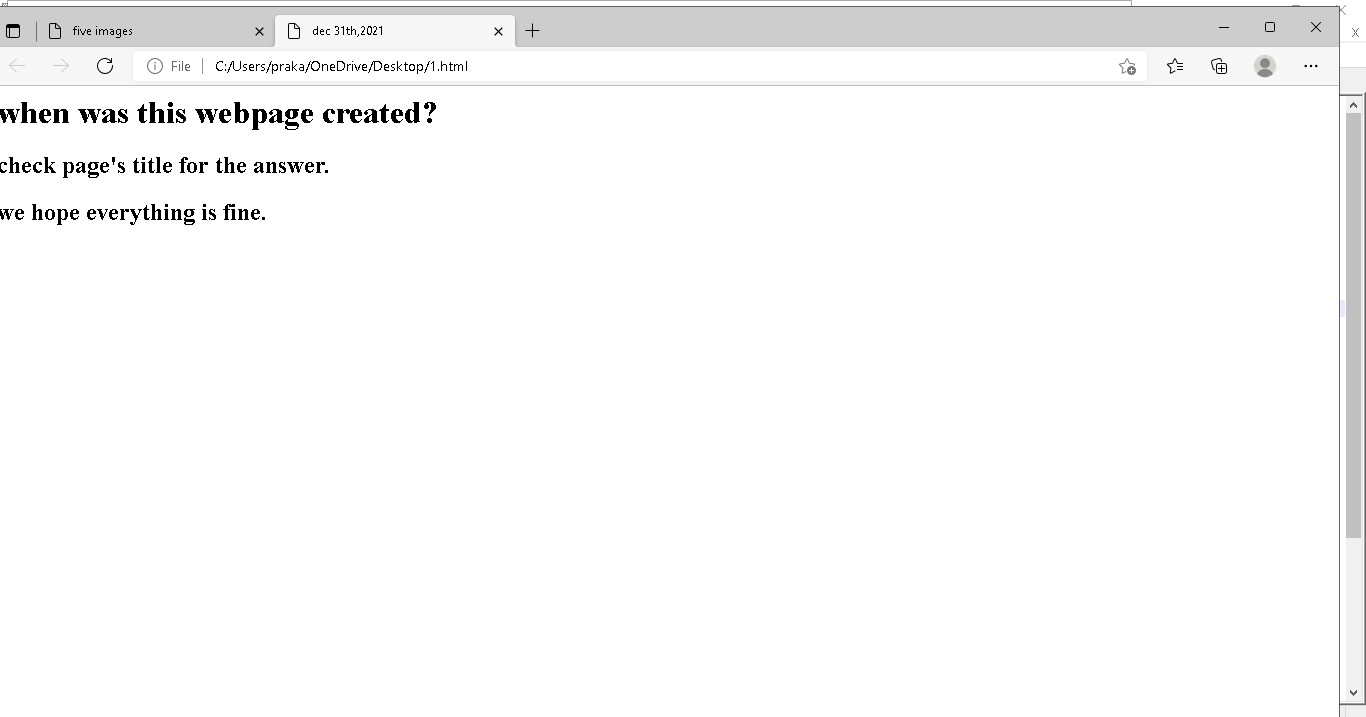 five images
dec 31th,2021
File
C:/Users/praka/OneDrive/Desktop/1.html
when was this webpage created?
check page's title for the answer.
we hope everything is fine.